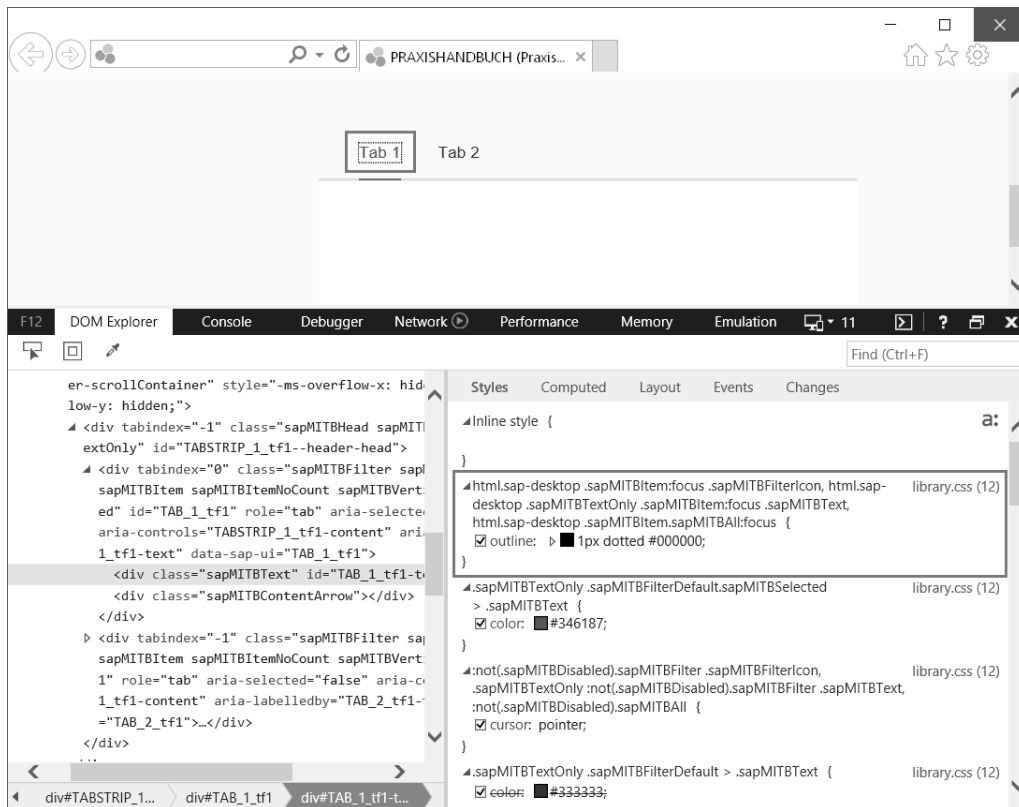 PRAXISHANDBUCH (Praxis...
Tab 1 Tab 2
F12 DOM Explorer Console Debugger Network Performance Memory Emulation 11 ?
Find (Ctrl+F)
er-scrollContainer" style="-ms-overflow-x: hid
low-y: hidden;">
<div tabindex="-1" class="sapMITBHead sapMIT
extOnly" id="TABSTRIP_1_tf1--header-head">
<div tabindex="0" class="sapMITBFilter sap
sapMITBItem sapMITBItemNoCount sapMITBVert
ed" id="TAB_1_tf1" role="tab" aria-selecte
aria-controls="TABSTRIP_1_tf1-content" aria
1_tf1-text" data-sap-ui="TAB_1_tf1">
<div class="sapMITBText" id="TAB_1_tf1-t
<div class="sapMITBContentArrow"></div>
</div>
<div tabindex="-1" class="sapMITBFilter sa
sapMITBItem sapMITBItemNoCount sapMITBVert
1" role="tab" aria-selected="false" aria-c
1_tf1-content" aria-labelledby="TAB_2_tf1-
="TAB_2_tf1">…</div>
</div>
div#TABSTRIP_1... div#TAB_1_tf1 div#TAB_1_tf1-t...
Styles Computed Layout Events Changes
Inline style { a:
}
html.sap-desktop .sapMITBItem:focus .sapMITBFilterIcon, html.sap- library.css (12)
desktop .sapMITBTextOnly .sapMITBItem:focus .sapMITBText,
html.sap-desktop .sapMITBItem.sapMITBAll:focus {
outline: 1px dotted #000000;
}
.sapMITBTextOnly .sapMITBFilterDefault.sapMITBSelected library.css (12)
> .sapMITBText {
color: #346187;
}
:not(.sapMITBDisabled).sapMITBFilter .sapMITBFilterIcon, library.css (12)
.sapMITBTextOnly :not(.sapMITBDisabled).sapMITBFilter .sapMITBText,
:not(.sapMITBDisabled).sapMITBAll {
cursor: pointer;
}
.sapMITBTextOnly .sapMITBFilterDefault > .sapMITBText { library.css (12)
color: #333333;